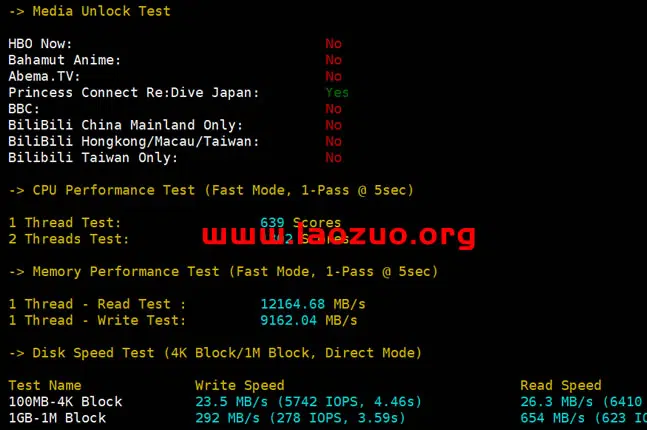 -> Media Unlock Test
HBO Now: No
Bahamut Anime: No
Abema.TV: No
Princess Connect Re:Dive Japan: Yes
BBC: No
BiliBili China Mainland Only: No
BiliBili Hongkong/Macau/Taiwan: No
Bilibili Taiwan Only: No
-> CPU Performance Test (Fast Mode, 1-Pass @ 5sec)
1 Thread Test: 639 Scores
2 Threads Test: Scores
www.laozuo.org
-> Memory Performance Test (Fast Mode, 1-Pass @ 5sec)
1 Thread - Read Test : 12164.68 MB/s
1 Thread - Write Test: 9162.04 MB/s
-> Disk Speed Test (4K Block/1M Block, Direct Mode)
Test Name Write Speed Read Speed
100MB-4K Block 23.5 MB/s (5742 IOPS, 4.46s) 26.3 MB/s (6410
1GB-1M Block 292 MB/s (278 IOPS, 3.59s) 654 MB/s (623 IO